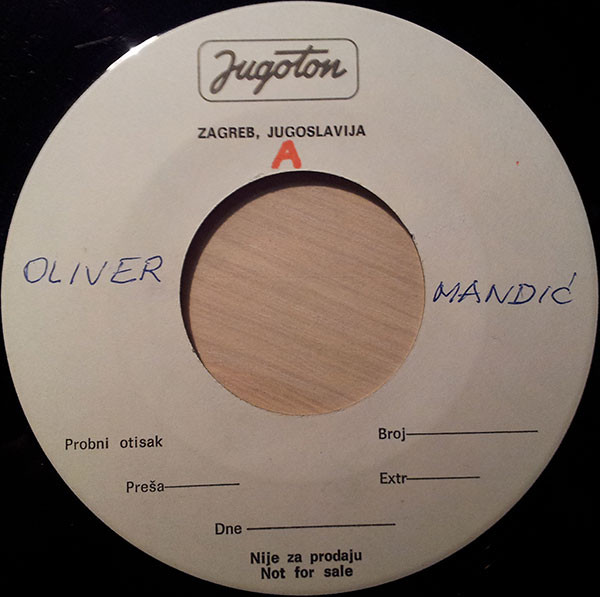 Jugoton
ZAGREB, JUGOSLAVIJA
A
OLIVER MANDIĆ
Probni otisak Broj
Preša Extr
Dne
Nije za prodaju
Not for sale